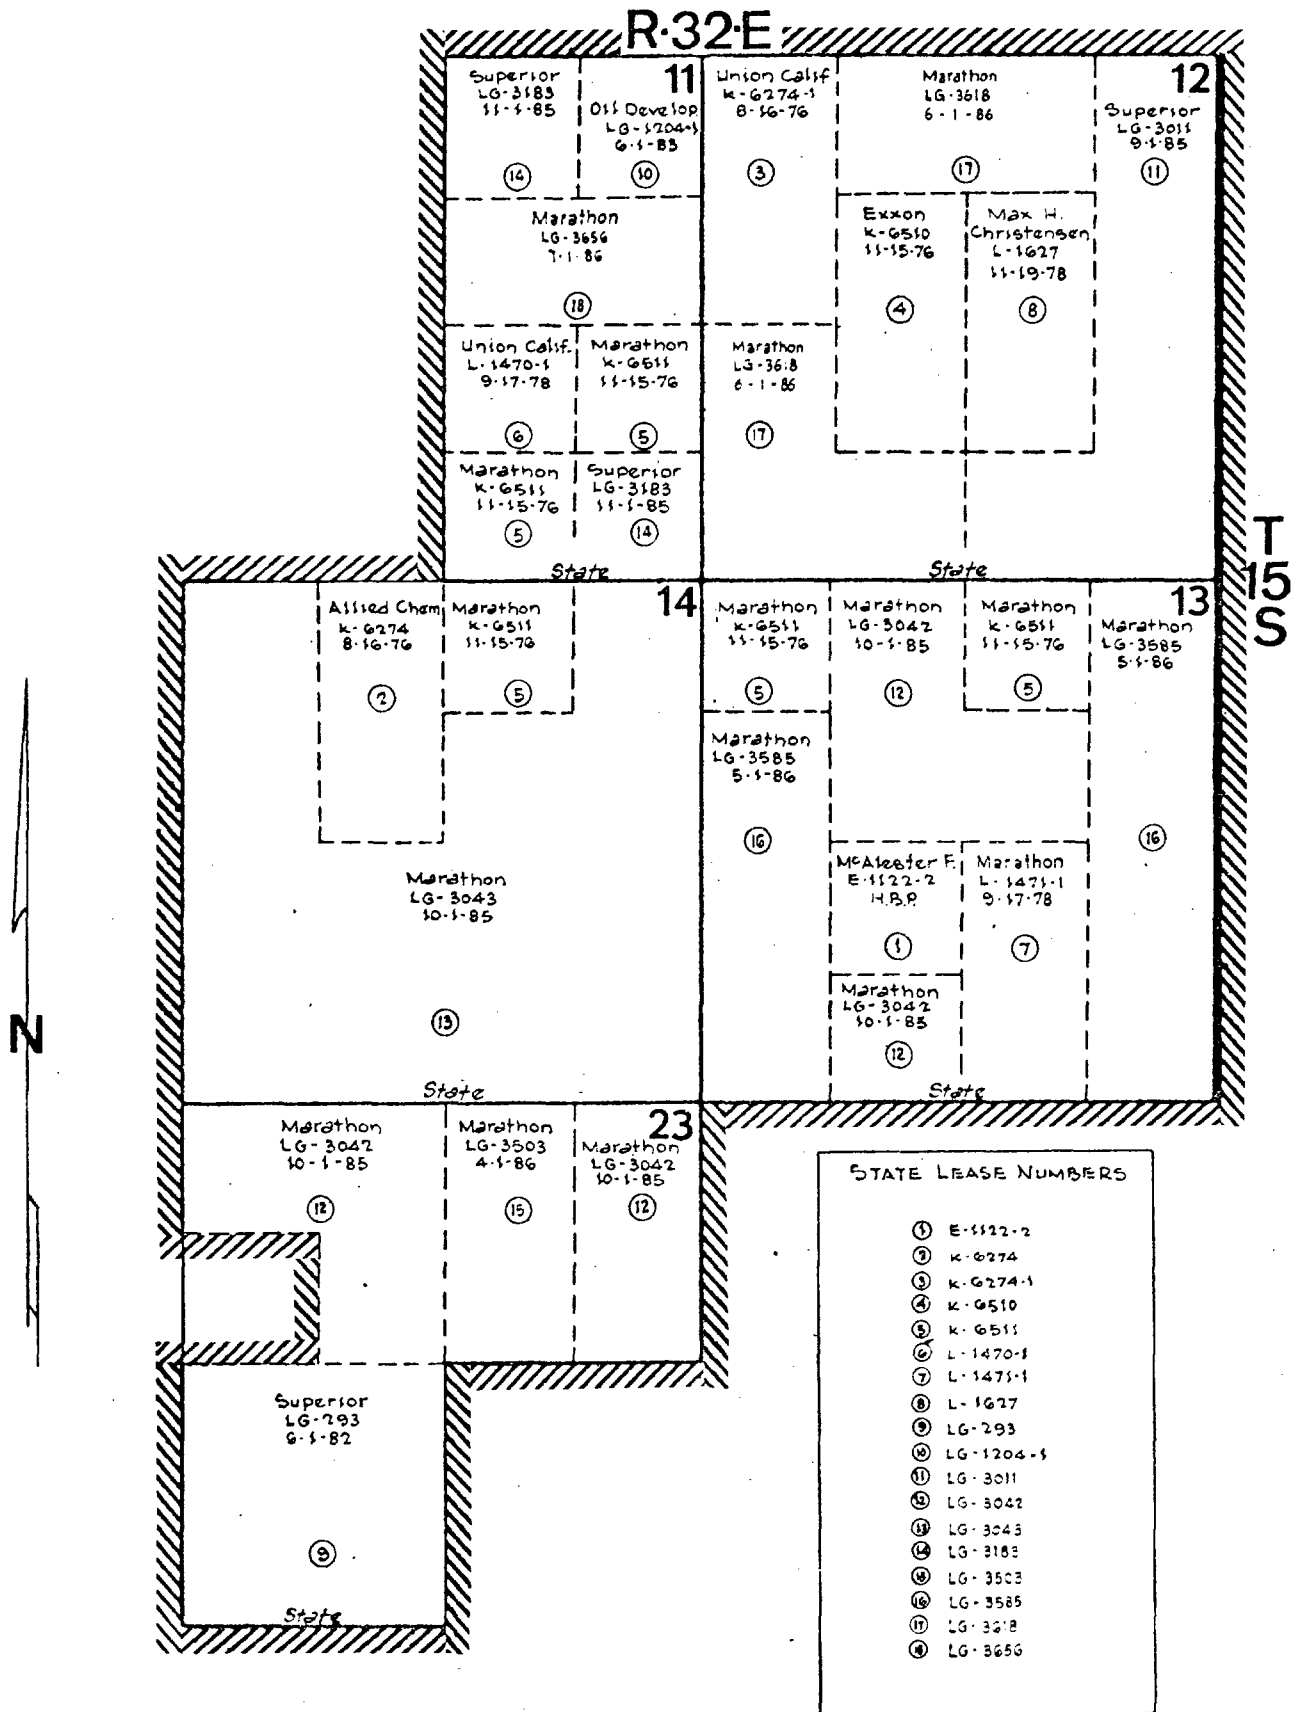 R-32-E
11
Superior
LG-3183
11-1-85
14
Oil Develop.
LG-1204-1
6-1-83
10
Marathon
LG-3656
7-1-86
18
Union Calif.
L-1470-1
9-17-78
6
Marathon
K-6511
11-15-76
5
Marathon
K-6511
11-15-76
5
Superior
LG-3183
11-1-85
14
State
12
Union Calif
K-6274-1
8-16-76
3
Marathon
LG-3618
6-1-86
17
Superior
LG-3011
9-1-85
11
Exxon
K-6510
11-15-76
4
Max H.
Christensen
L-1627
11-19-78
8
Marathon
LG-3618
6-1-86
17
State
T
15
S
14
Allied Chem
K-6274
8-16-76
2
Marathon
K-6511
11-15-76
5
Marathon
LG-3043
10-1-85
13
State
13
Marathon
K-6511
11-15-76
5
Marathon
LG-3042
10-1-85
12
Marathon
K-6511
11-15-76
5
Marathon
LG-3585
5-1-86
16
Marathon
LG-3585
5-1-86
16
McAlester F.
E-1122-2
H.B.P.
1
Marathon
L-1471-1
9-17-78
7
Marathon
LG-3042
10-1-85
12
State
N
23
Marathon
LG-3042
10-1-85
12
Marathon
LG-3503
4-1-86
15
Marathon
LG-3042
10-1-85
12
Superior
LG-293
6-1-82
9
State
STATE LEASE NUMBERS
1 E-1122-2
2 K-6274
3 K-6274-1
4 K-6510
5 K-6511
6 L-1470-1
7 L-1471-1
8 L-1627
9 LG-293
10 LG-1204-1
11 LG-3011
12 LG-3042
13 LG-3043
14 LG-3183
15 LG-3503
16 LG-3585
17 LG-3618
18 LG-3656